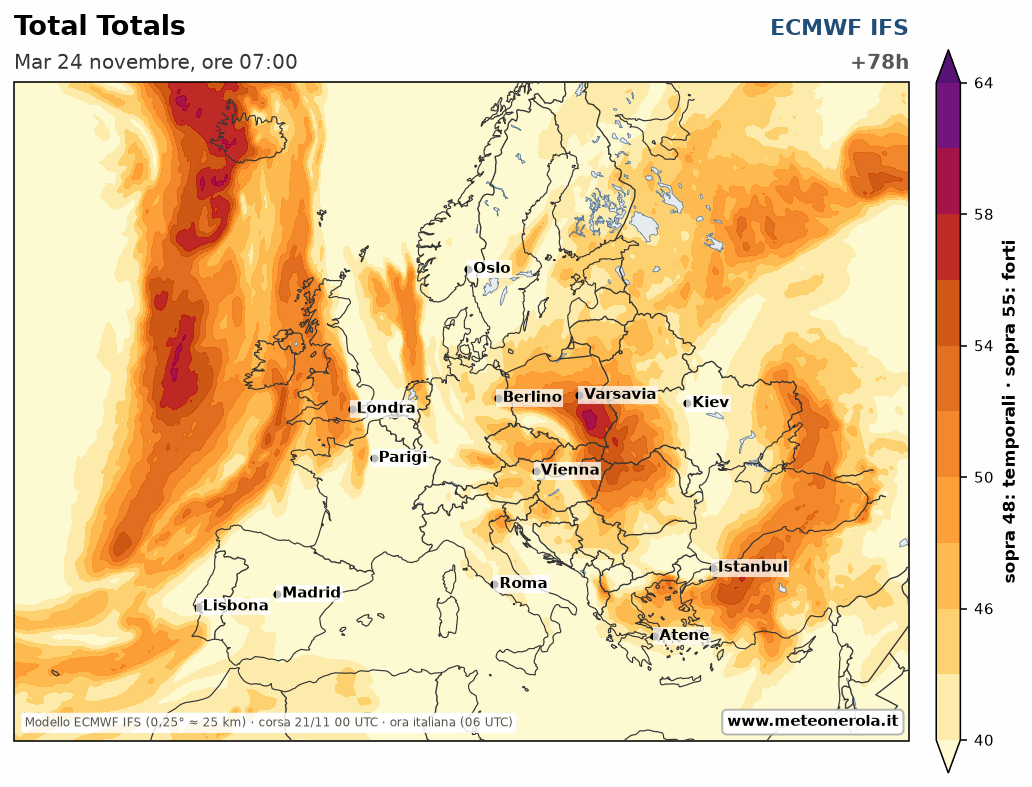 Total Totals
ECMWF IFS
Mar 24 novembre, ore 07:00
+78h
64
58
54
50
46
40
sopra 48: temporali · sopra 55: forti
Oslo
Berlino
Varsavia
Kiev
Londra
Parigi
Vienna
Istanbul
Roma
Madrid
Lisbona
Atene
Modello ECMWF IFS (0,25° ≈ 25 km) · corsa 21/11 00 UTC · ora italiana (06 UTC)
www.meteonerola.it